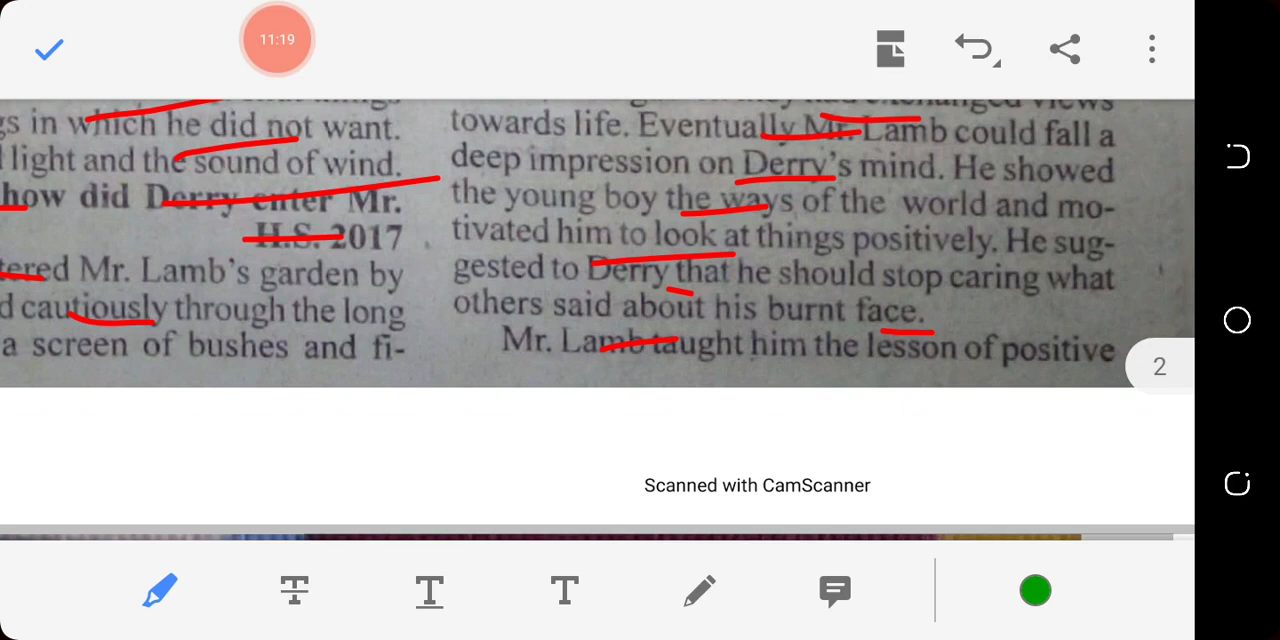 11:19
gs in which he did not want.
light and the sound of wind.
how did Derry enter Mr.
H.S. 2017
tered Mr. Lamb's garden by
d cautiously through the long
a screen of bushes and fi-
exchanged views
towards life. Eventually Mr. Lamb could fall a
deep impression on Derry's mind. He showed
the young boy the ways of the world and mo-
tivated him to look at things positively. He sug-
gested to Derry that he should stop caring what
others said about his burnt face.
Mr. Lamb taught him the lesson of positive
2
Scanned with CamScanner